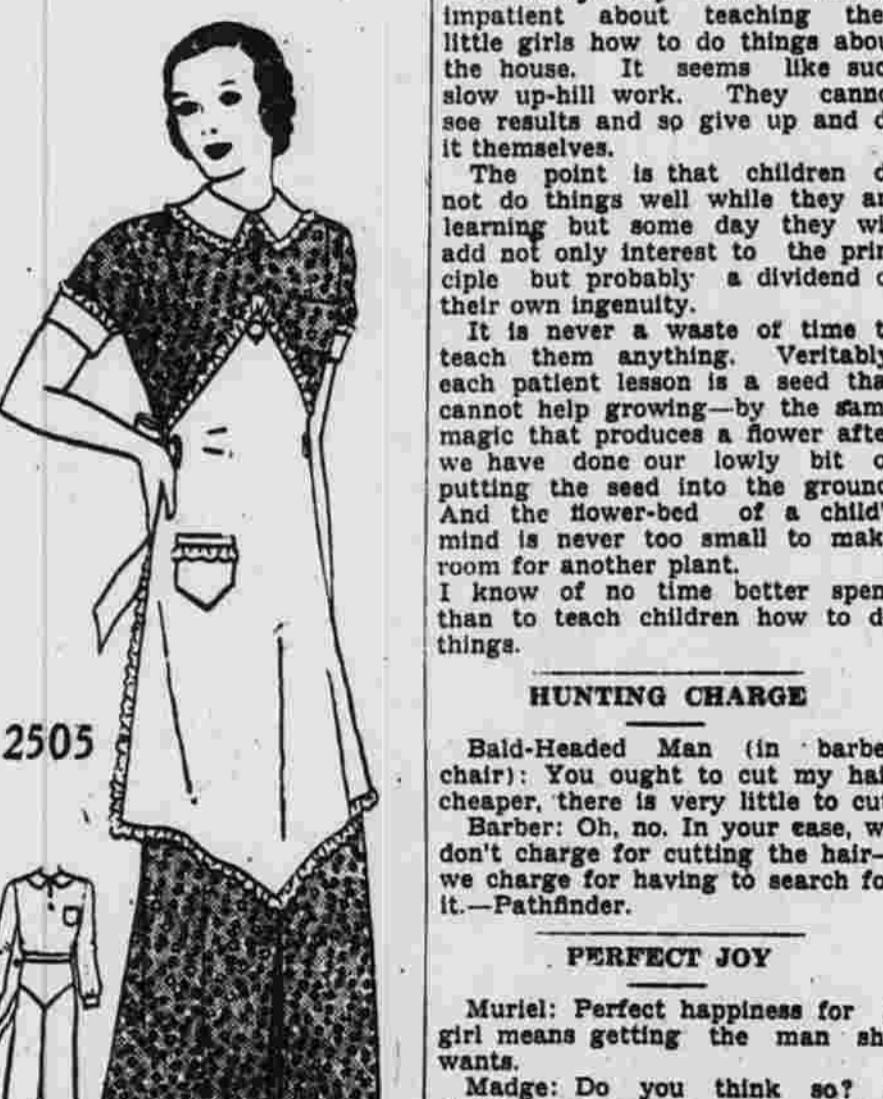 2505
impatient about teaching the
little girls how to do things abou
the house. It seems like suc
slow up-hill work. They canno
see results and so give up and d
it themselves.
The point is that children d
not do things well while they ar
learning but some day they wi
add not only interest to the prin
ciple but probably a dividend o
their own ingenuity.
It is never a waste of time t
teach them anything. Veritably
each patient lesson is a seed tha
cannot help growing—by the sam
magic that produces a flower afte
we have done our lowly bit o
putting the seed into the ground
And the flower-bed of a child'
mind is never too small to mak
room for another plant.
I know of no time better spen
than to teach children how to d
things.
HUNTING CHARGE
Bald-Headed Man (in barbe
chair): You ought to cut my hai
cheaper, there is very little to cu
Barber: Oh, no. In your case, w
don't charge for cutting the hair—
we charge for having to search fo
it.—Pathfinder.
PERFECT JOY
Muriel: Perfect happiness for
girl means getting the man sh
wants.
Madge: Do you think so?